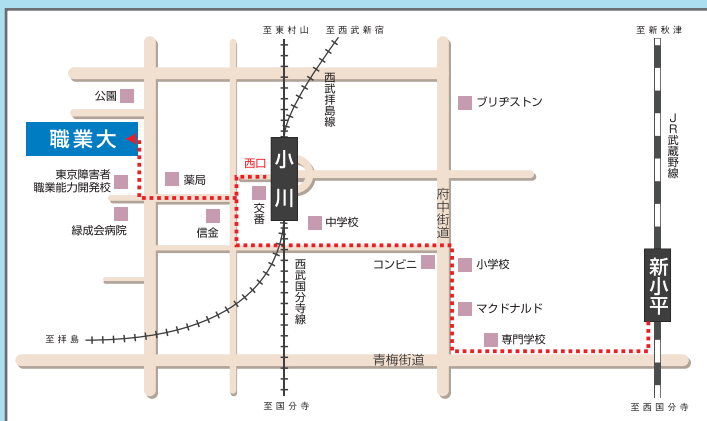 至東村山
至西武新宿
至新秋津
西武拝島線
公園
ブリヂストン
職業大
JR武蔵野線
西口
小川
東京障害者
職業能力開発校
薬局
交番
府中街道
緑成会病院
信金
中学校
コンビニ
小学校
新小平
西武国分寺線
マクドナルド
至拝島
専門学校
青梅街道
至国分寺
至西国分寺